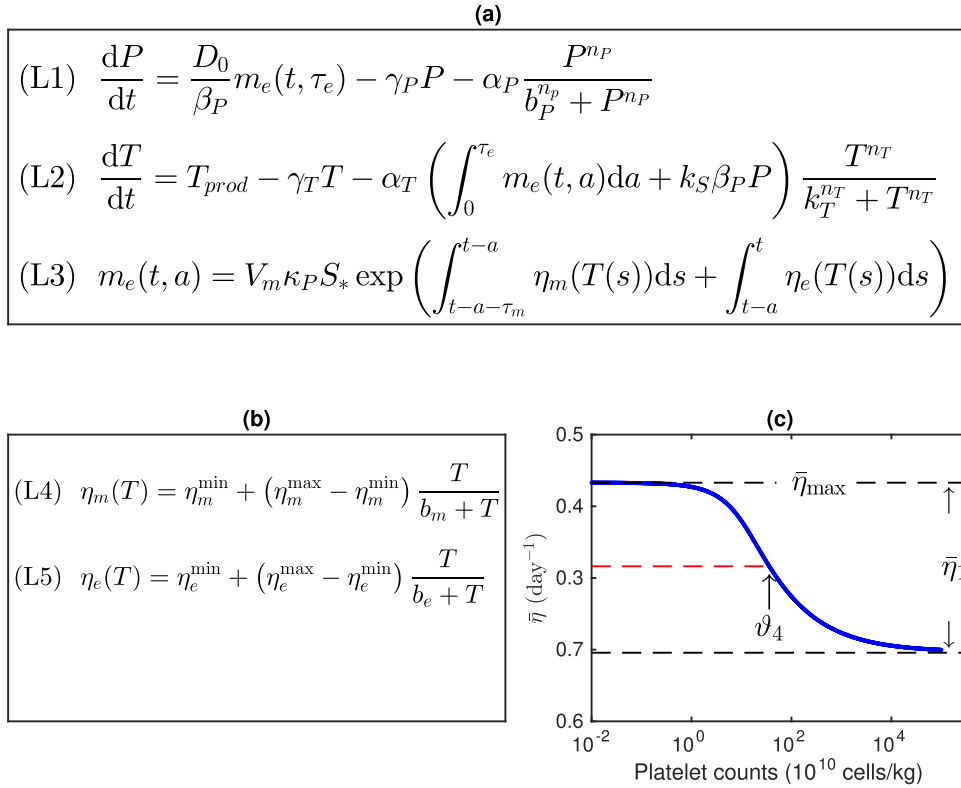 (a)
(L1) dP/dt = D_0/β_P m_e(t, τ_e) − γ_P P − α_P P^{n_P}/(b_P^{n_p} + P^{n_P})
(L2) dT/dt = T_{prod} − γ_T T − α_T (∫_0^{τ_e} m_e(t, a)da + k_S β_P P) T^{n_T}/(k_T^{n_T} + T^{n_T})
(L3) m_e(t, a) = V_m κ_P S_* exp (∫_{t−a−τ_m}^{t−a} η_m(T(s))ds + ∫_{t−a}^{t} η_e(T(s))ds)
(b)
(L4) η_m(T) = η_m^{min} + (η_m^{max} − η_m^{min}) T/(b_m + T)
(L5) η_e(T) = η_e^{min} + (η_e^{max} − η_e^{min}) T/(b_e + T)
(c)
0.5
0.4
0.3
0.7
0.6
η̄ (day^{−1})
η̄_{max}
ϑ_4
10^{-2} 10^0 10^2 10^4
Platelet counts (10^{10} cells/kg)